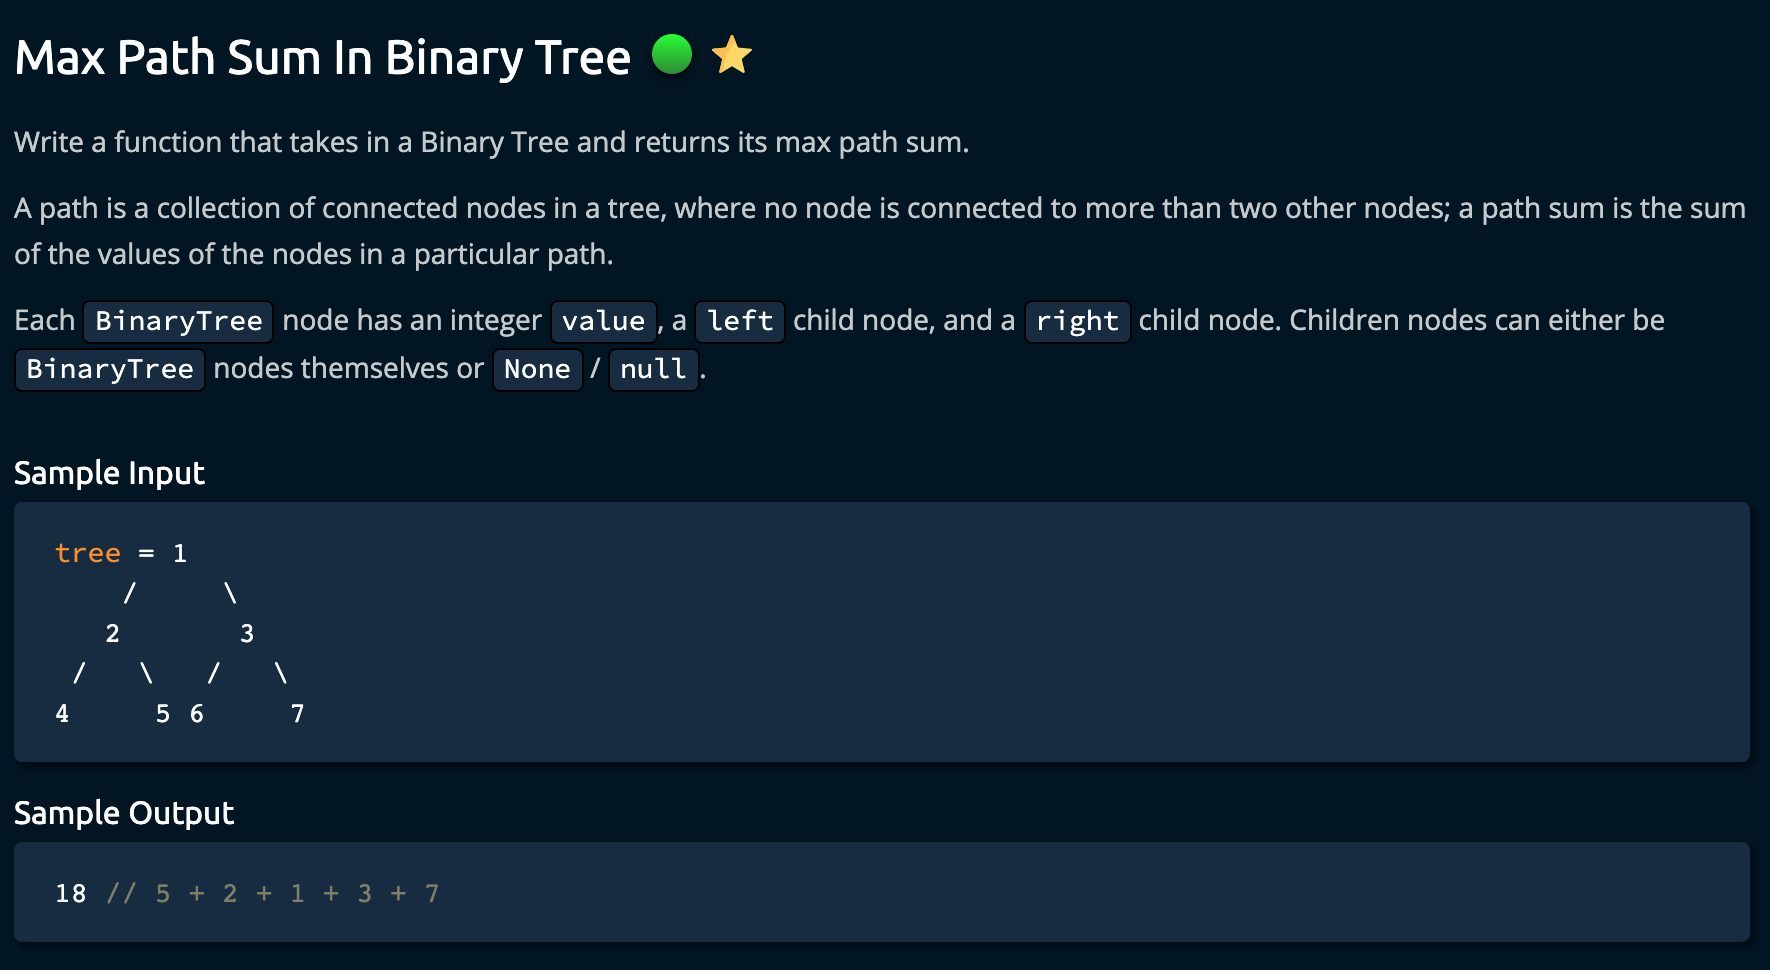 Max Path Sum In Binary Tree
Write a function that takes in a Binary Tree and returns its max path sum.
A path is a collection of connected nodes in a tree, where no node is connected to more than two other nodes; a path sum is the sum
of the values of the nodes in a particular path.
Each BinaryTree node has an integer value, a left child node, and a right child node. Children nodes can either be
BinaryTree nodes themselves or None / null.
Sample Input
tree = 1
/ \
2 3
/ \ / \
4 5 6 7
Sample Output
18 // 5 + 2 + 1 + 3 + 7